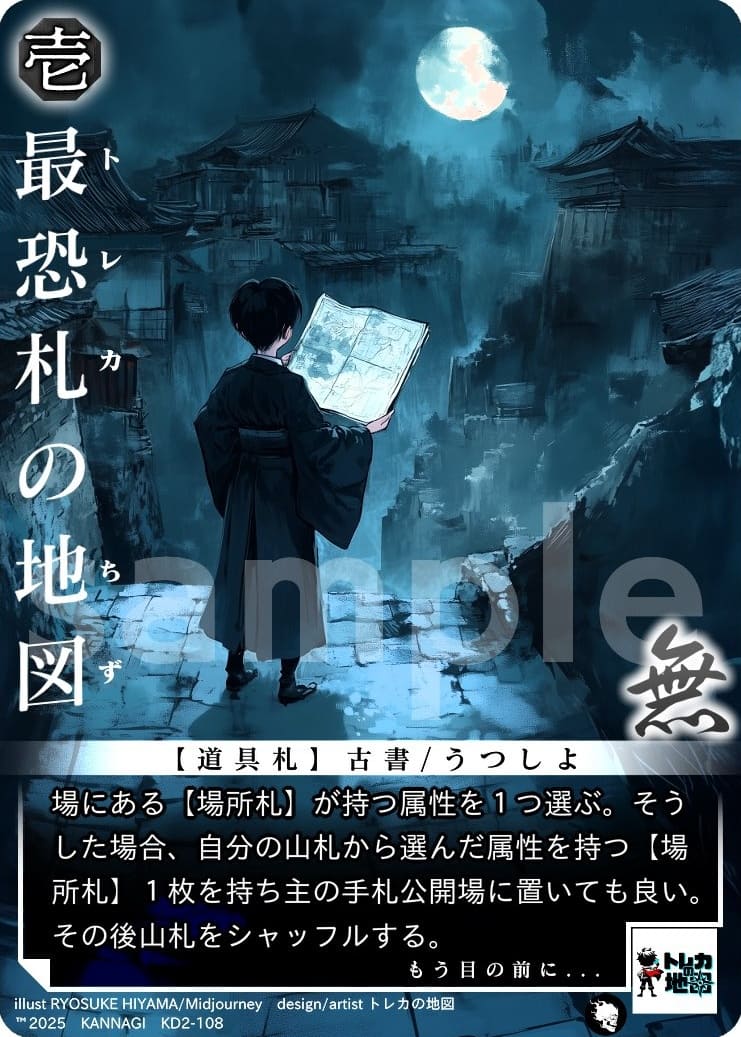 壱
最恐札の地図
トレカ ちず
sample
無
【道具札】古書/うつしよ
場にある【場所札】が持つ属性を１つ選ぶ。そう
した場合、自分の山札から選んだ属性を持つ【場
所札】１枚を持ち主の手札公開場に置いても良い。
その後山札をシャッフルする。
もう目の前に...
トレカ
の
地図
illust RYOSUKE HIYAMA/Midjourney design/artist トレカの地図
™2025 KANNAGI KD2-108